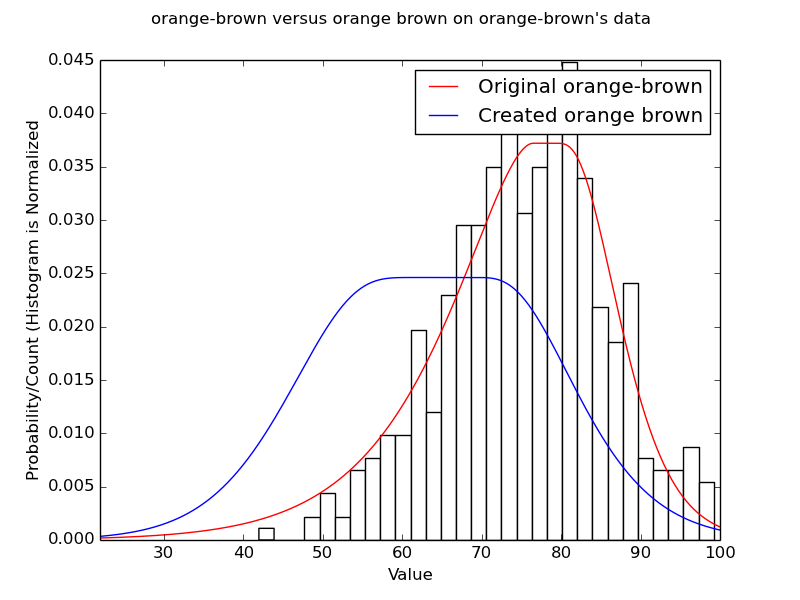 orange-brown versus orange brown on orange-brown's data
Original orange-brown
Created orange brown
Probability/Count (Histogram is Normalized
0.045
0.040
0.035
0.030
0.025
0.020
0.015
0.010
0.005
0.000
30 40 50 60 70 80 90 100
Value